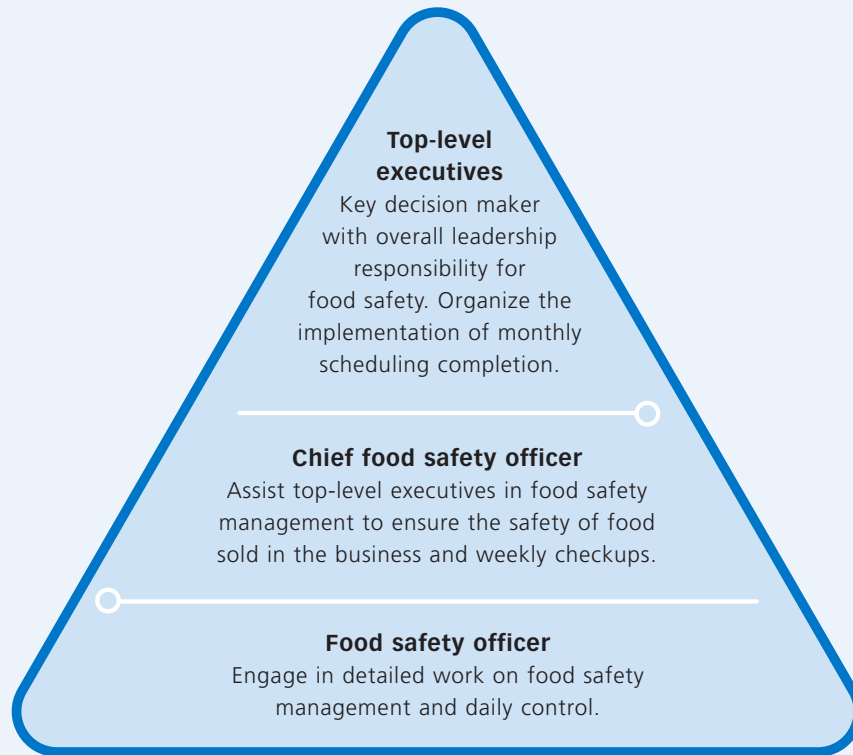 Top-level
executives
Key decision maker
with overall leadership
responsibility for
food safety. Organize the
implementation of monthly
scheduling completion.
Chief food safety officer
Assist top-level executives in food safety
management to ensure the safety of food
sold in the business and weekly checkups.
Food safety officer
Engage in detailed work on food safety
management and daily control.